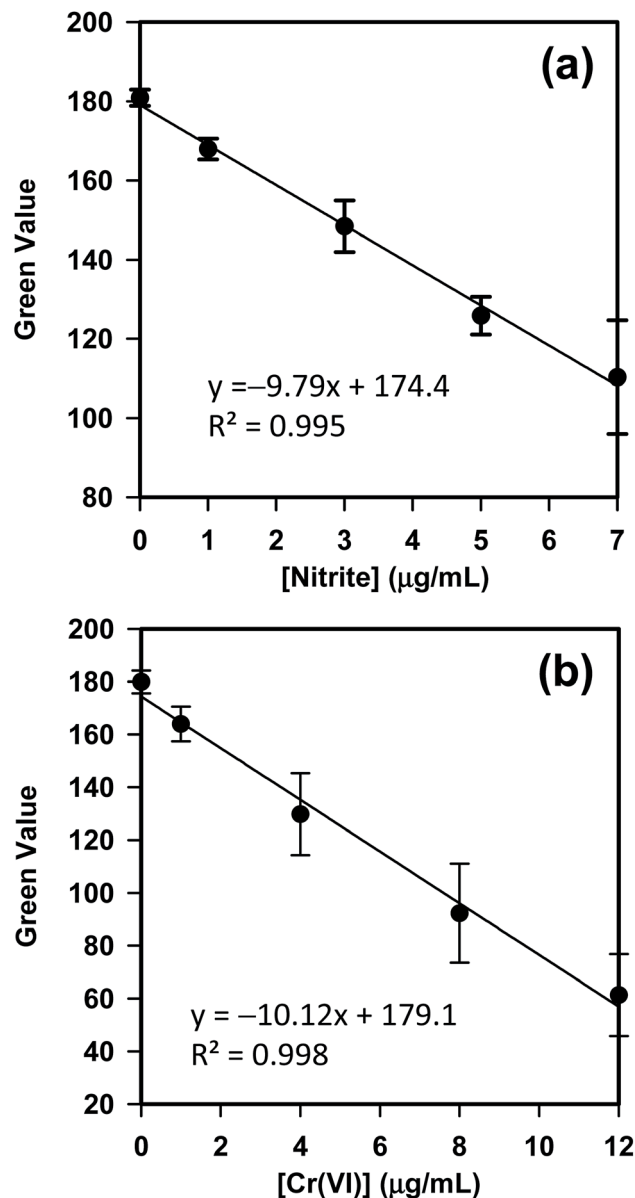 (a)
Green Value
200
180
160
140
120
100
80
y =–9.79x + 174.4
R² = 0.995
0 1 2 3 4 5 6 7
[Nitrite] (μg/mL)
(b)
Green Value
200
180
160
140
120
100
80
60
40
20
y = –10.12x + 179.1
R² = 0.998
0 2 4 6 8 10 12
[Cr(VI)] (μg/mL)